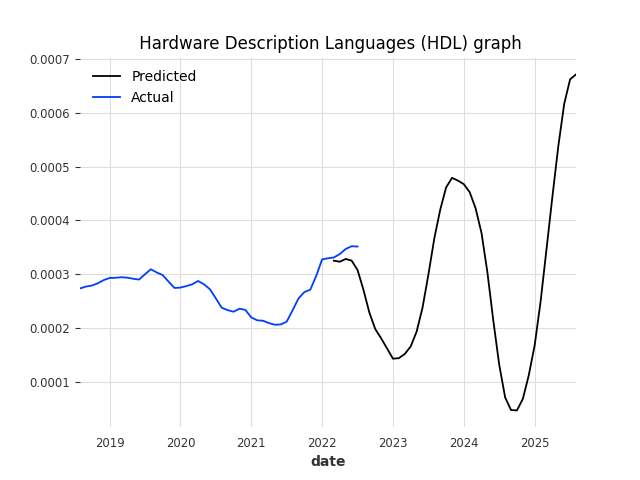 Hardware Description Languages (HDL) graph
0.0007
0.0006
0.0005
0.0004
0.0003
0.0002
0.0001
Predicted
Actual
2019 2020 2021 2022 2023 2024 2025
date